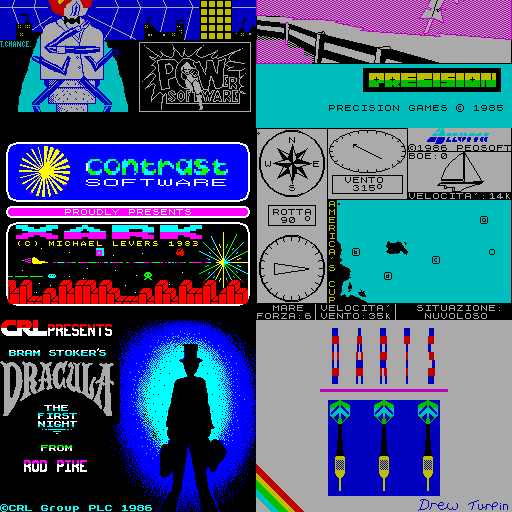 T.CHANCE.
POWER
SOFTWARE
PRECISION
PRECISION GAMES © 1985
contrast
SOFTWARE
PROUDLY PRESENTS
XARK
(C) MICHAEL LEVERS 1983
N
W E
S
VENTO
315°
Azzurra
©1986 PEOSOFT
BOE:0
VELOCITA':14K
ROTTA
90 °
AMERICA'S CUP
MARE
FORZA:6
VELOCITA'
VENTO:35K
SITUAZIONE:
NUVOLOSO
CRL PRESENTS
BRAM STOKER'S
DRACULA
THE
FIRST
NIGHT
FROM
ROD PIKE
©CRL Group PLC 1986
DARTS
Drew Turpin